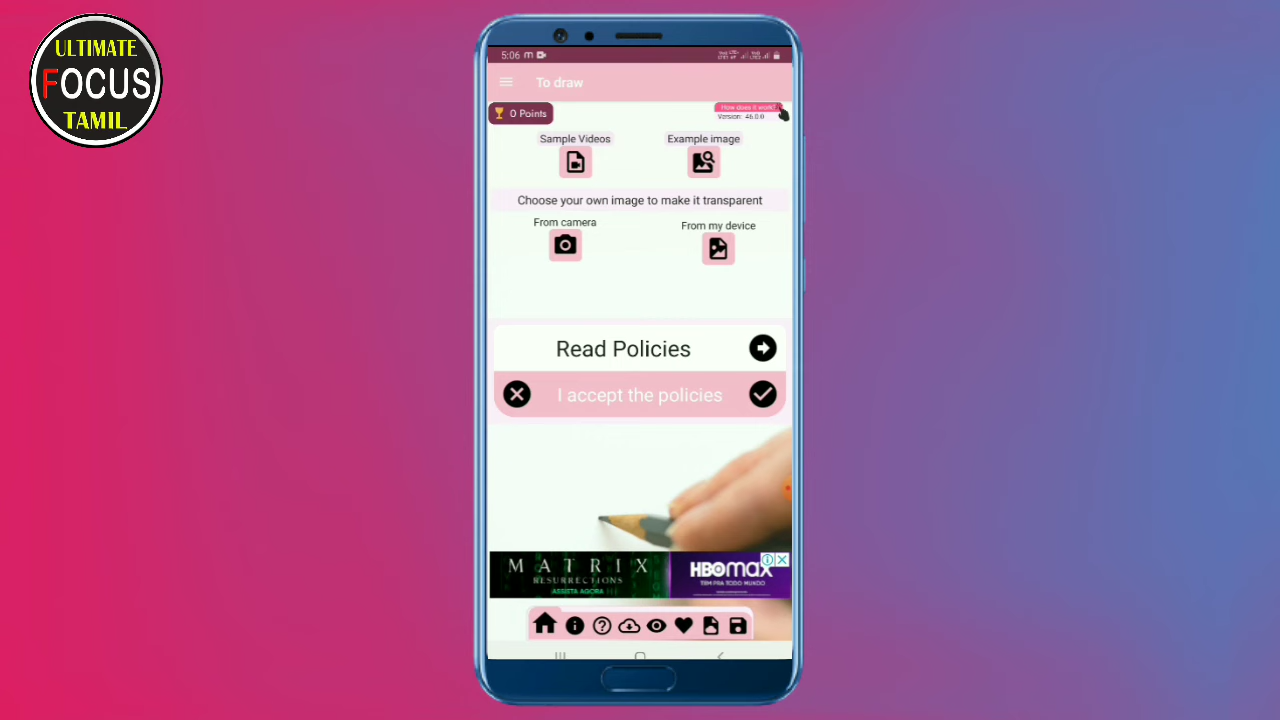 ULTIMATE
FOCUS
TAMIL
5:06 m
To draw
0 Points
How does it work?
Version: 46.0.0
Sample Videos
Example image
Choose your own image to make it transparent
From camera
From my device
Read Policies
I accept the policies
MATRIX
RESURRECTIONS
ASSISTA AGORA
HBOMAX
TEM PRA TODO MUNDO